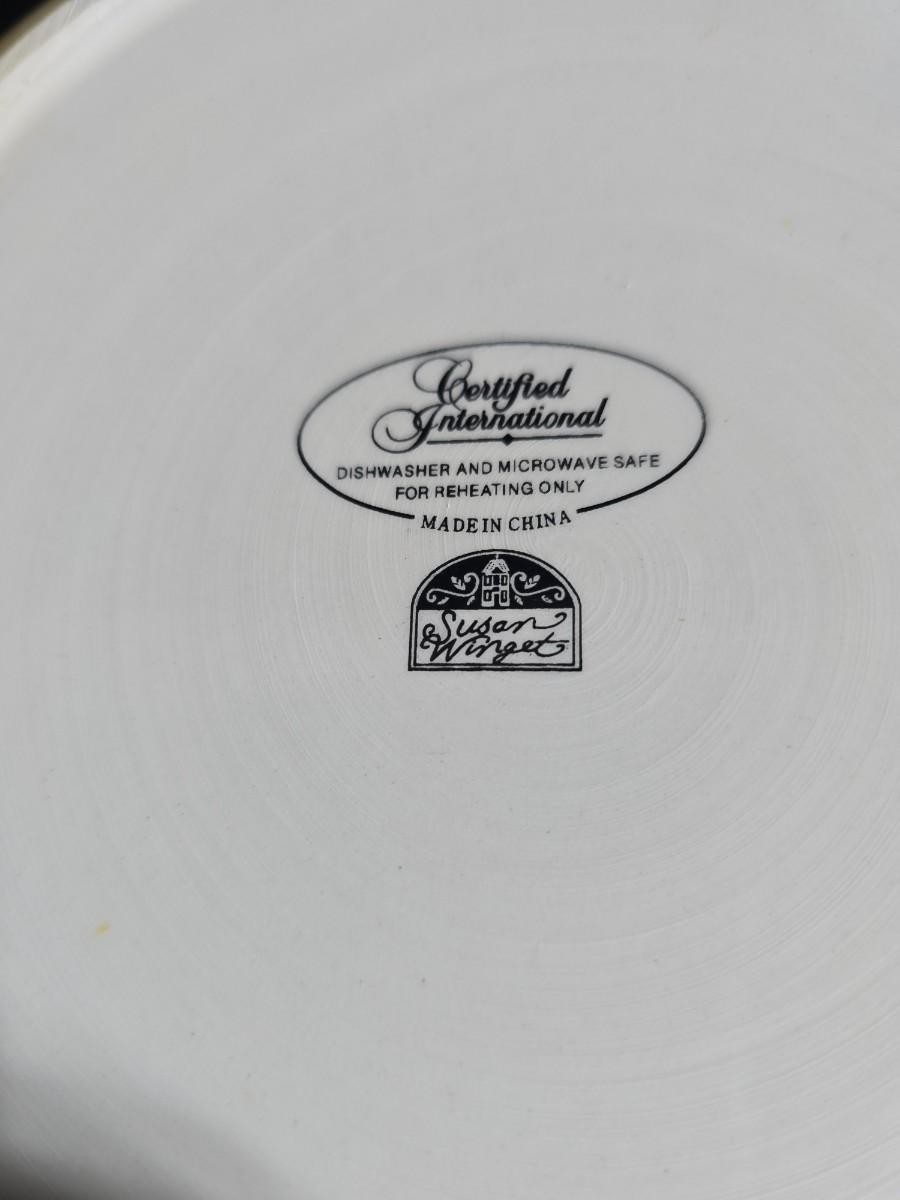 Certified
International
DISHWASHER AND MICROWAVE SAFE
FOR REHEATING ONLY
MADE IN CHINA
Susan
Winget